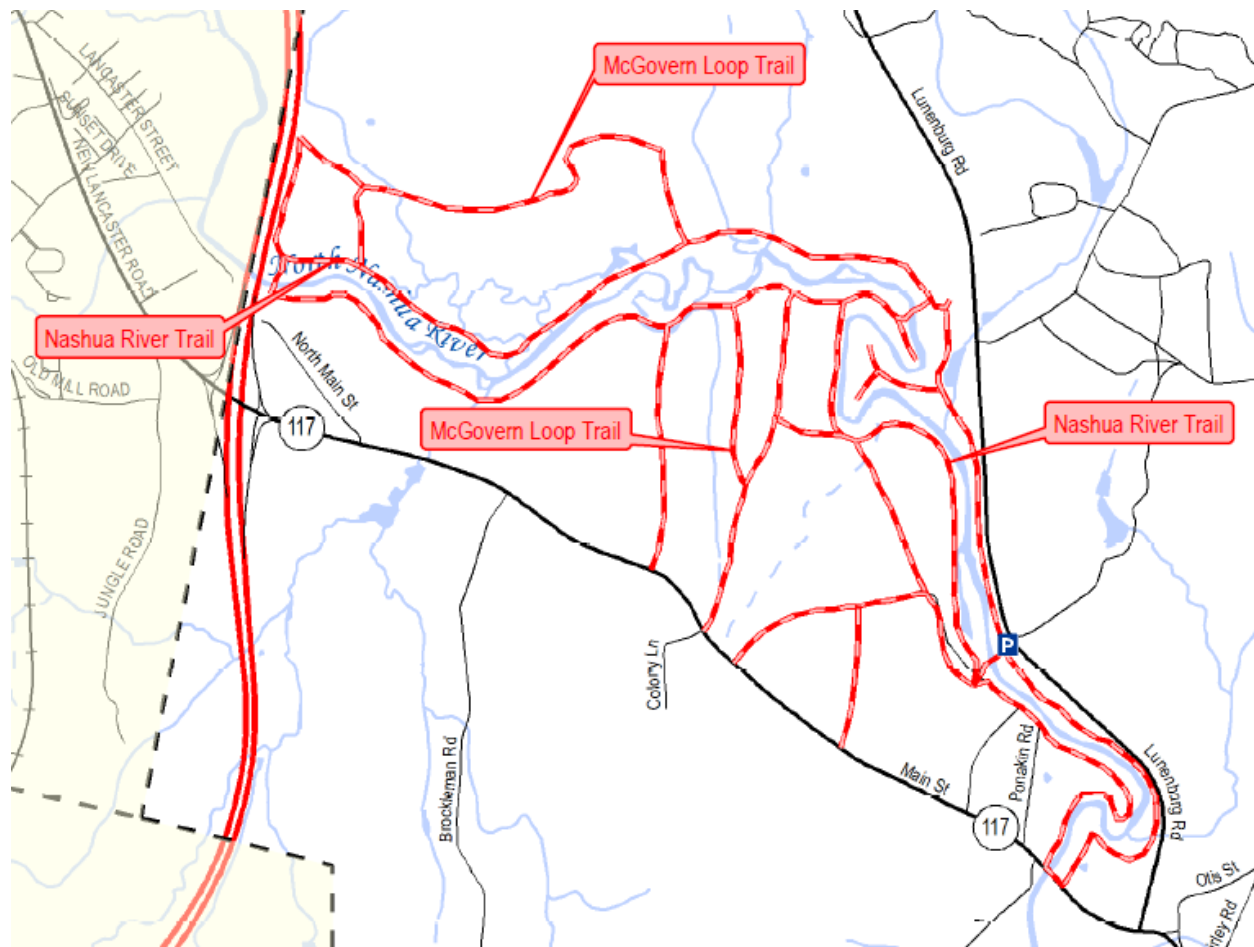 McGovern Loop Trail
LANCASTER STREET
SUNSET DRIVE
NEW LANCASTER ROAD
Lunenburg Rd
North Nashua River
Nashua River Trail
OLD MILL ROAD
North Main St
117
McGovern Loop Trail
Nashua River Trail
JUNGLE ROAD
P
Colony Ln
Brockleman Rd
Main St
Ponakin Rd
Lunenburg Rd
117
Otis St
rley Rd